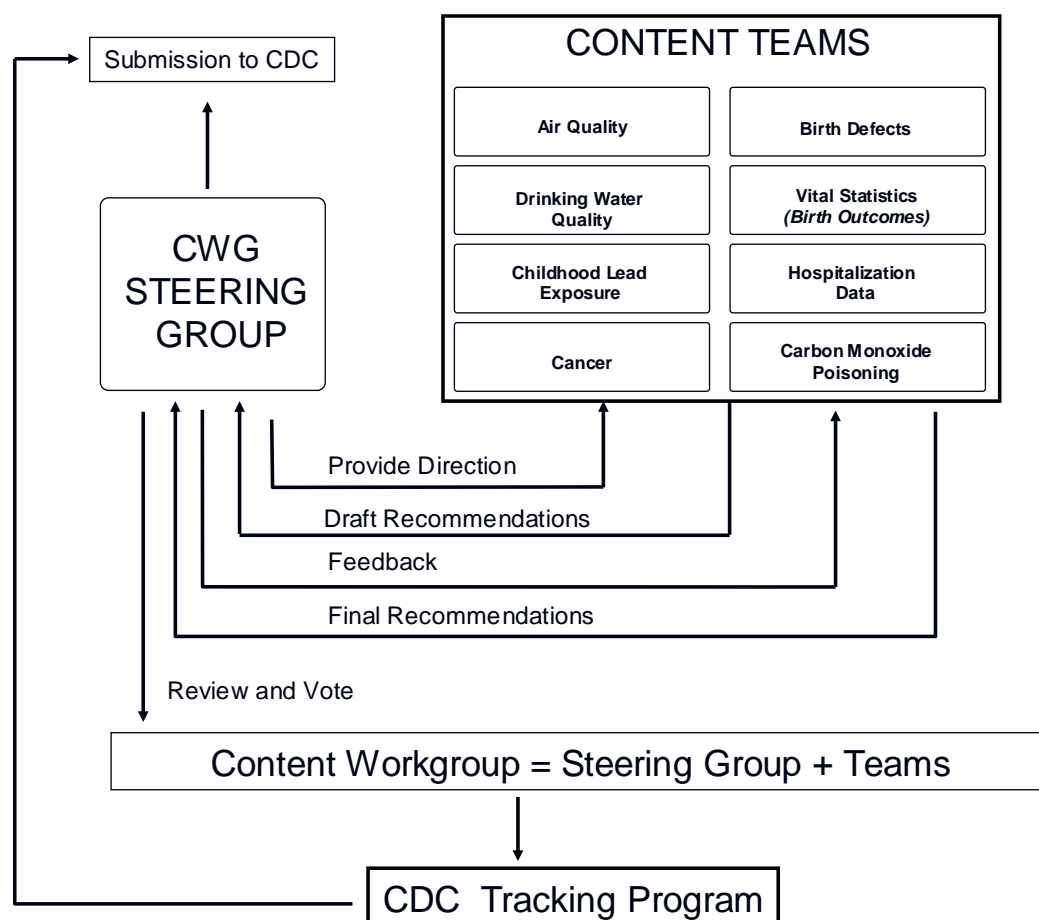 Submission to CDC
CONTENT TEAMS
Air Quality
Birth Defects
Drinking Water
Quality
Vital Statistics
(Birth Outcomes)
Childhood Lead
Exposure
Hospitalization
Data
Cancer
Carbon Monoxide
Poisoning
CWG
STEERING
GROUP
Provide Direction
Draft Recommendations
Feedback
Final Recommendations
Review and Vote
Content Workgroup = Steering Group + Teams
CDC Tracking Program